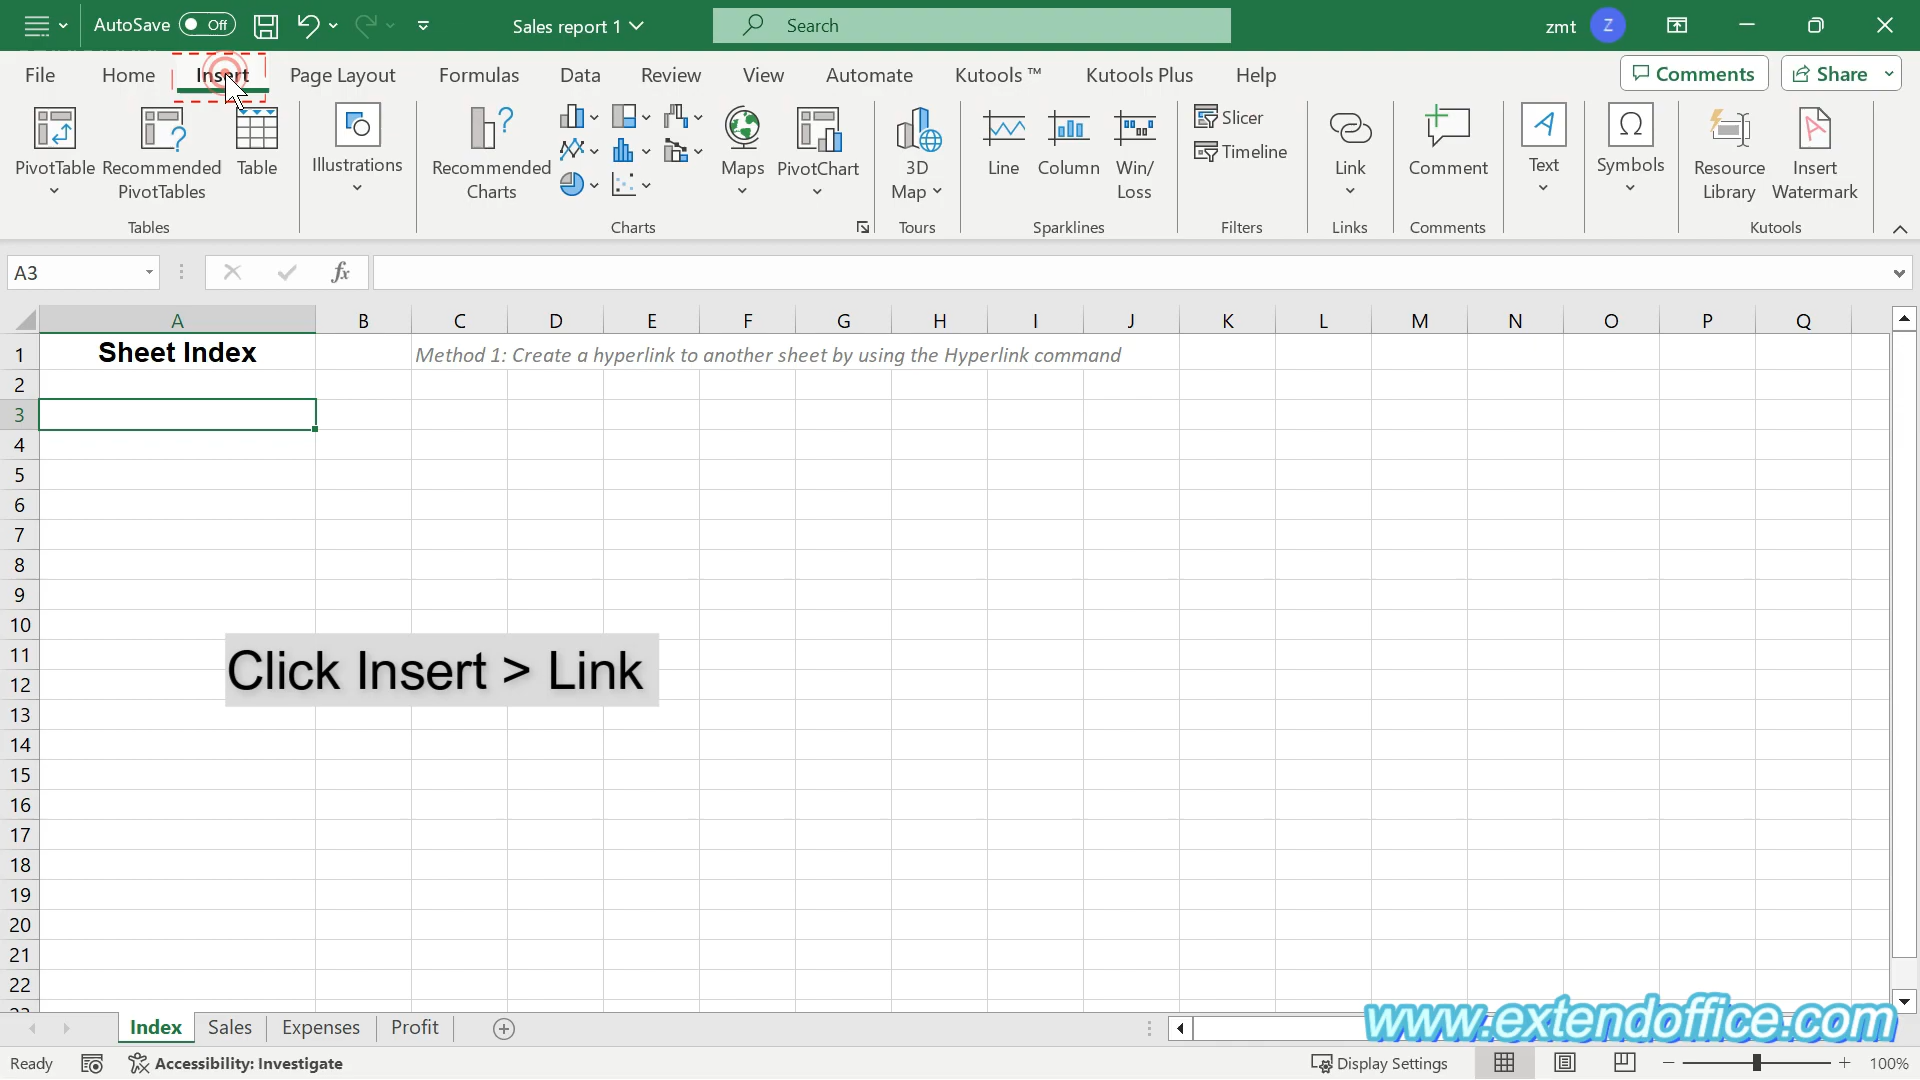 AutoSave Off Sales report 1 Search zmt Z
File Home Insert Page Layout Formulas Data Review View Automate Kutools ™ Kutools Plus Help Comments Share
PivotTable Recommended PivotTables Table Illustrations Recommended Charts Maps PivotChart 3D Map Line Column Win/Loss Slicer Timeline Link Comment Text Symbols Resource Library Insert Watermark
Tables Charts Tours Sparklines Filters Links Comments Kutools
A3 fx
A B C D E F G H I J K L M N O P Q
1 Sheet Index Method 1: Create a hyperlink to another sheet by using the Hyperlink command
2
3
4
5
6
7
8
9
10
11
Click Insert > Link
12
13
14
15
16
17
18
19
20
21
22
www.extendoffice.com
Index Sales Expenses Profit
Ready Accessibility: Investigate Display Settings 100%